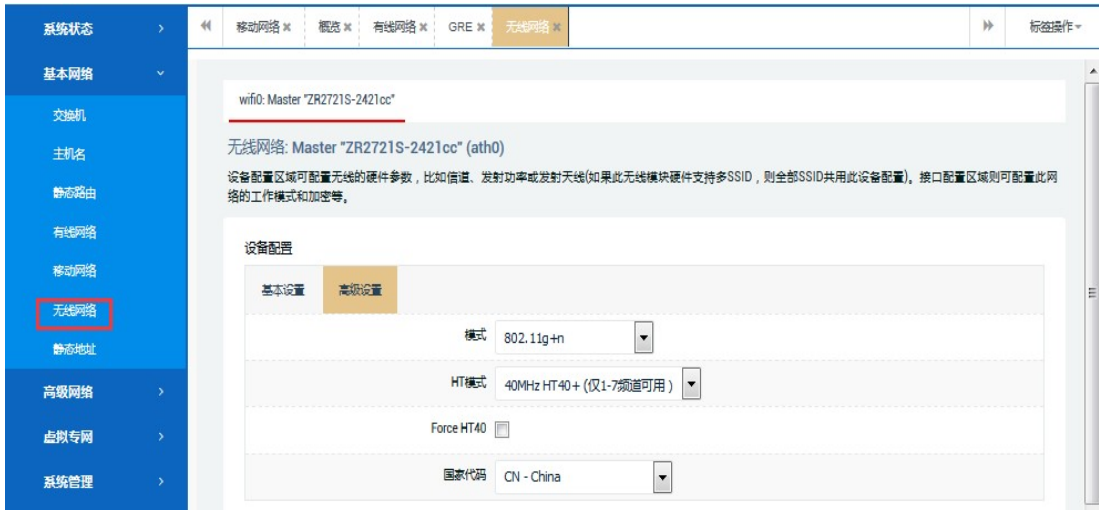 系统状态
基本网络
交换机
主机名
静态路由
有线网络
移动网络
无线网络
静态地址
高级网络
虚拟专网
系统管理
移动网络 概览 有线网络 GRE 无线网络 标签操作
wifi0: Master "ZR2721S-2421cc"
无线网络: Master "ZR2721S-2421cc" (ath0)
设备配置区域可配置无线的硬件参数，比如信道、发射功率或发射天线(如果此无线模块硬件支持多SSID，则全部SSID共用此设备配置)。接口配置区域则可配置此网
络的工作模式和加密等。
设备配置
基本设置 高级设置
模式 802.11g+n
HT模式 40MHz HT40+ (仅1-7频道可用 )
Force HT40
国家代码 CN - China